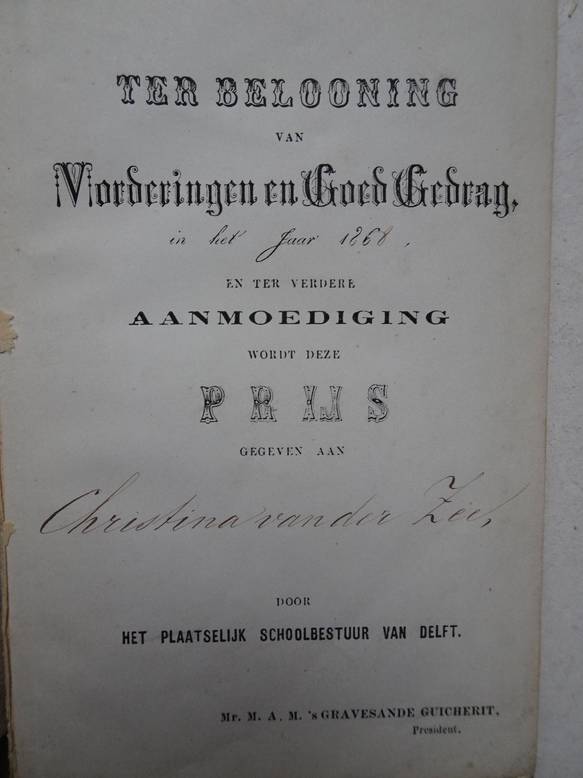 TER BELOONING
VAN
Vorderingen en Goed Gedrag,
in het Jaar 1868.
EN TER VERDERE
AANMOEDIGING
WORDT DEZE
PRIJS
GEGEVEN AAN
Christina van der Zee,
DOOR
HET PLAATSELIJK SCHOOLBESTUUR VAN DELFT.
Mr. M. A. M. 's GRAVESANDE GUICHERIT,
President.